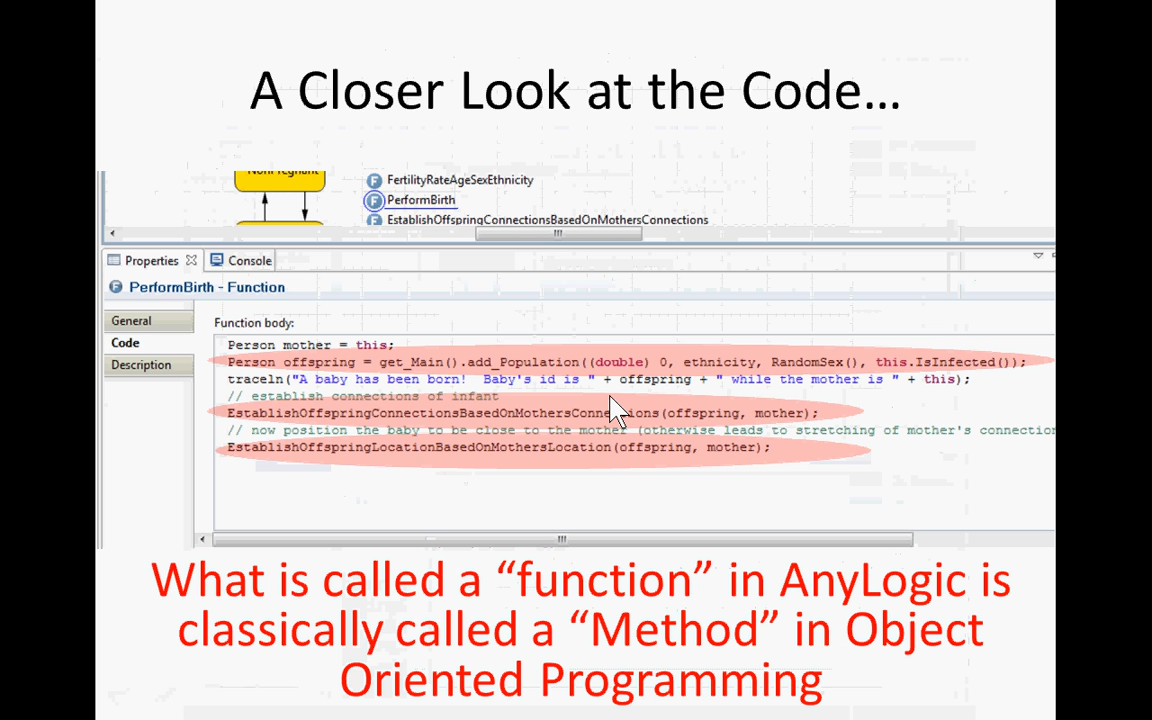 A Closer Look at the Code...
NonPregnant
FertilityRateAgeSexEthnicity
PerformBirth
EstablishOffspringConnectionsBasedOnMothersConnections
Properties
Console
PerformBirth - Function
General
Function body:
Code
Description
Person mother = this;
Person offspring = get_Main().add_Population((double) 0, ethnicity, RandomSex(), this.IsInfected());
traceln("A baby has been born!  Baby's id is " + offspring + " while the mother is " + this);
// establish connections of infant
EstablishOffspringConnectionsBasedOnMothersConnections(offspring, mother);
// now position the baby to be close to the mother (otherwise leads to stretching of mother's connection
EstablishOffspringLocationBasedOnMothersLocation(offspring, mother);
What is called a “function” in AnyLogic is
classically called a “Method” in Object
Oriented Programming